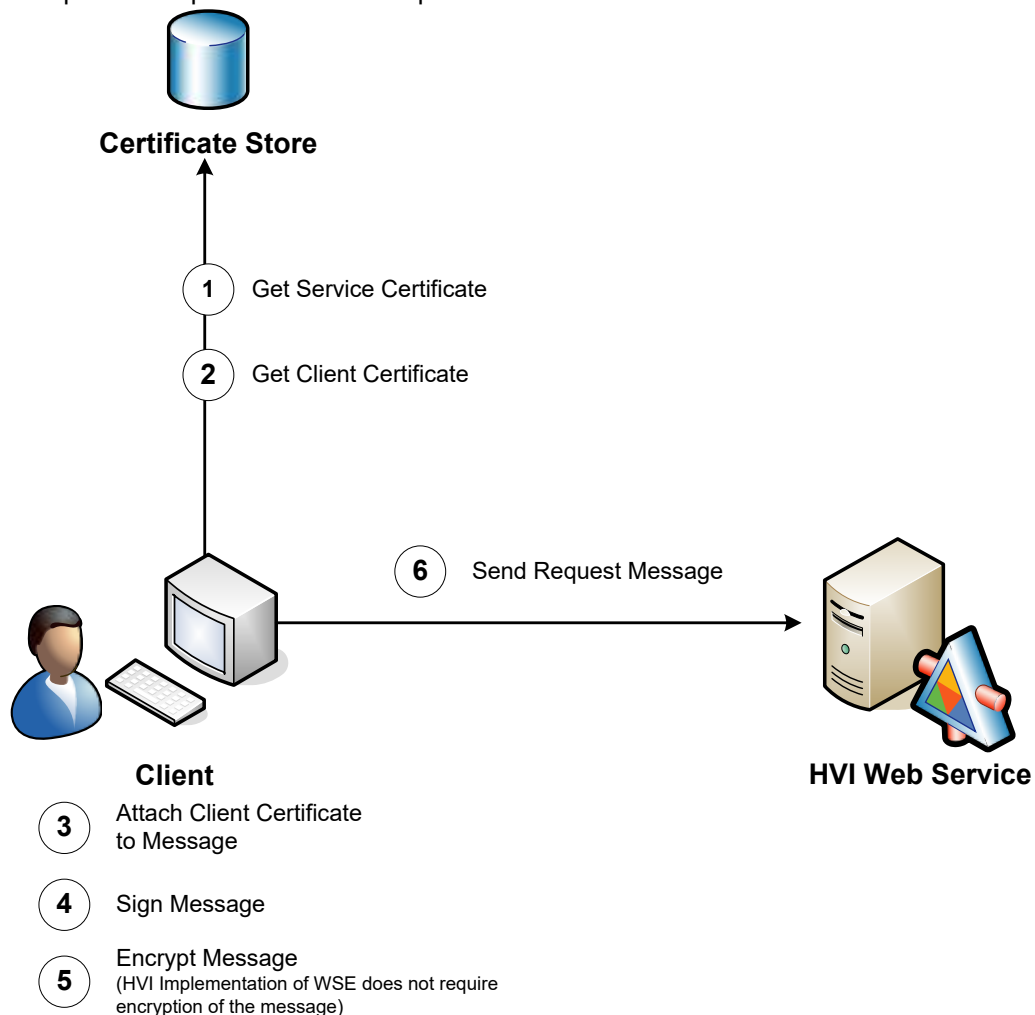 Certificate Store
1 Get Service Certificate
2 Get Client Certificate
6 Send Request Message
Client
HVI Web Service
3 Attach Client Certificate
to Message
4 Sign Message
5 Encrypt Message
(HVI Implementation of WSE does not require
encryption of the message)